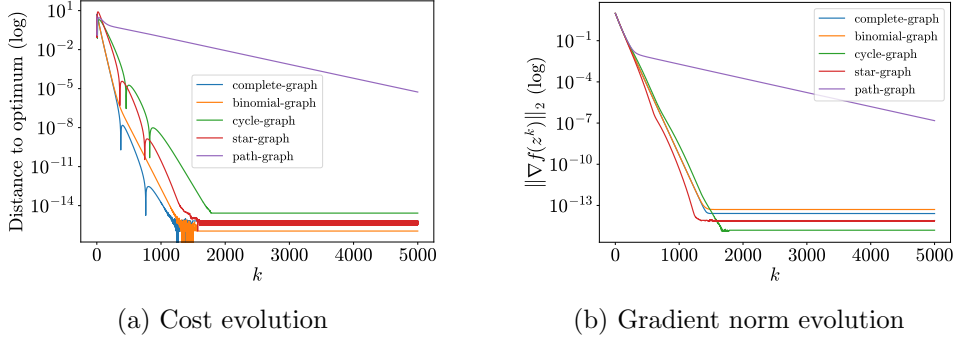 Distance to optimum (log)
10^1
10^{-2}
10^{-5}
10^{-8}
10^{-11}
10^{-14}
complete-graph
binomial-graph
cycle-graph
star-graph
path-graph
0 1000 2000 3000 4000 5000
k
(a) Cost evolution
‖∇f(z^k)‖_2 (log)
10^{-1}
10^{-4}
10^{-7}
10^{-10}
10^{-13}
complete-graph
binomial-graph
cycle-graph
star-graph
path-graph
0 1000 2000 3000 4000 5000
k
(b) Gradient norm evolution